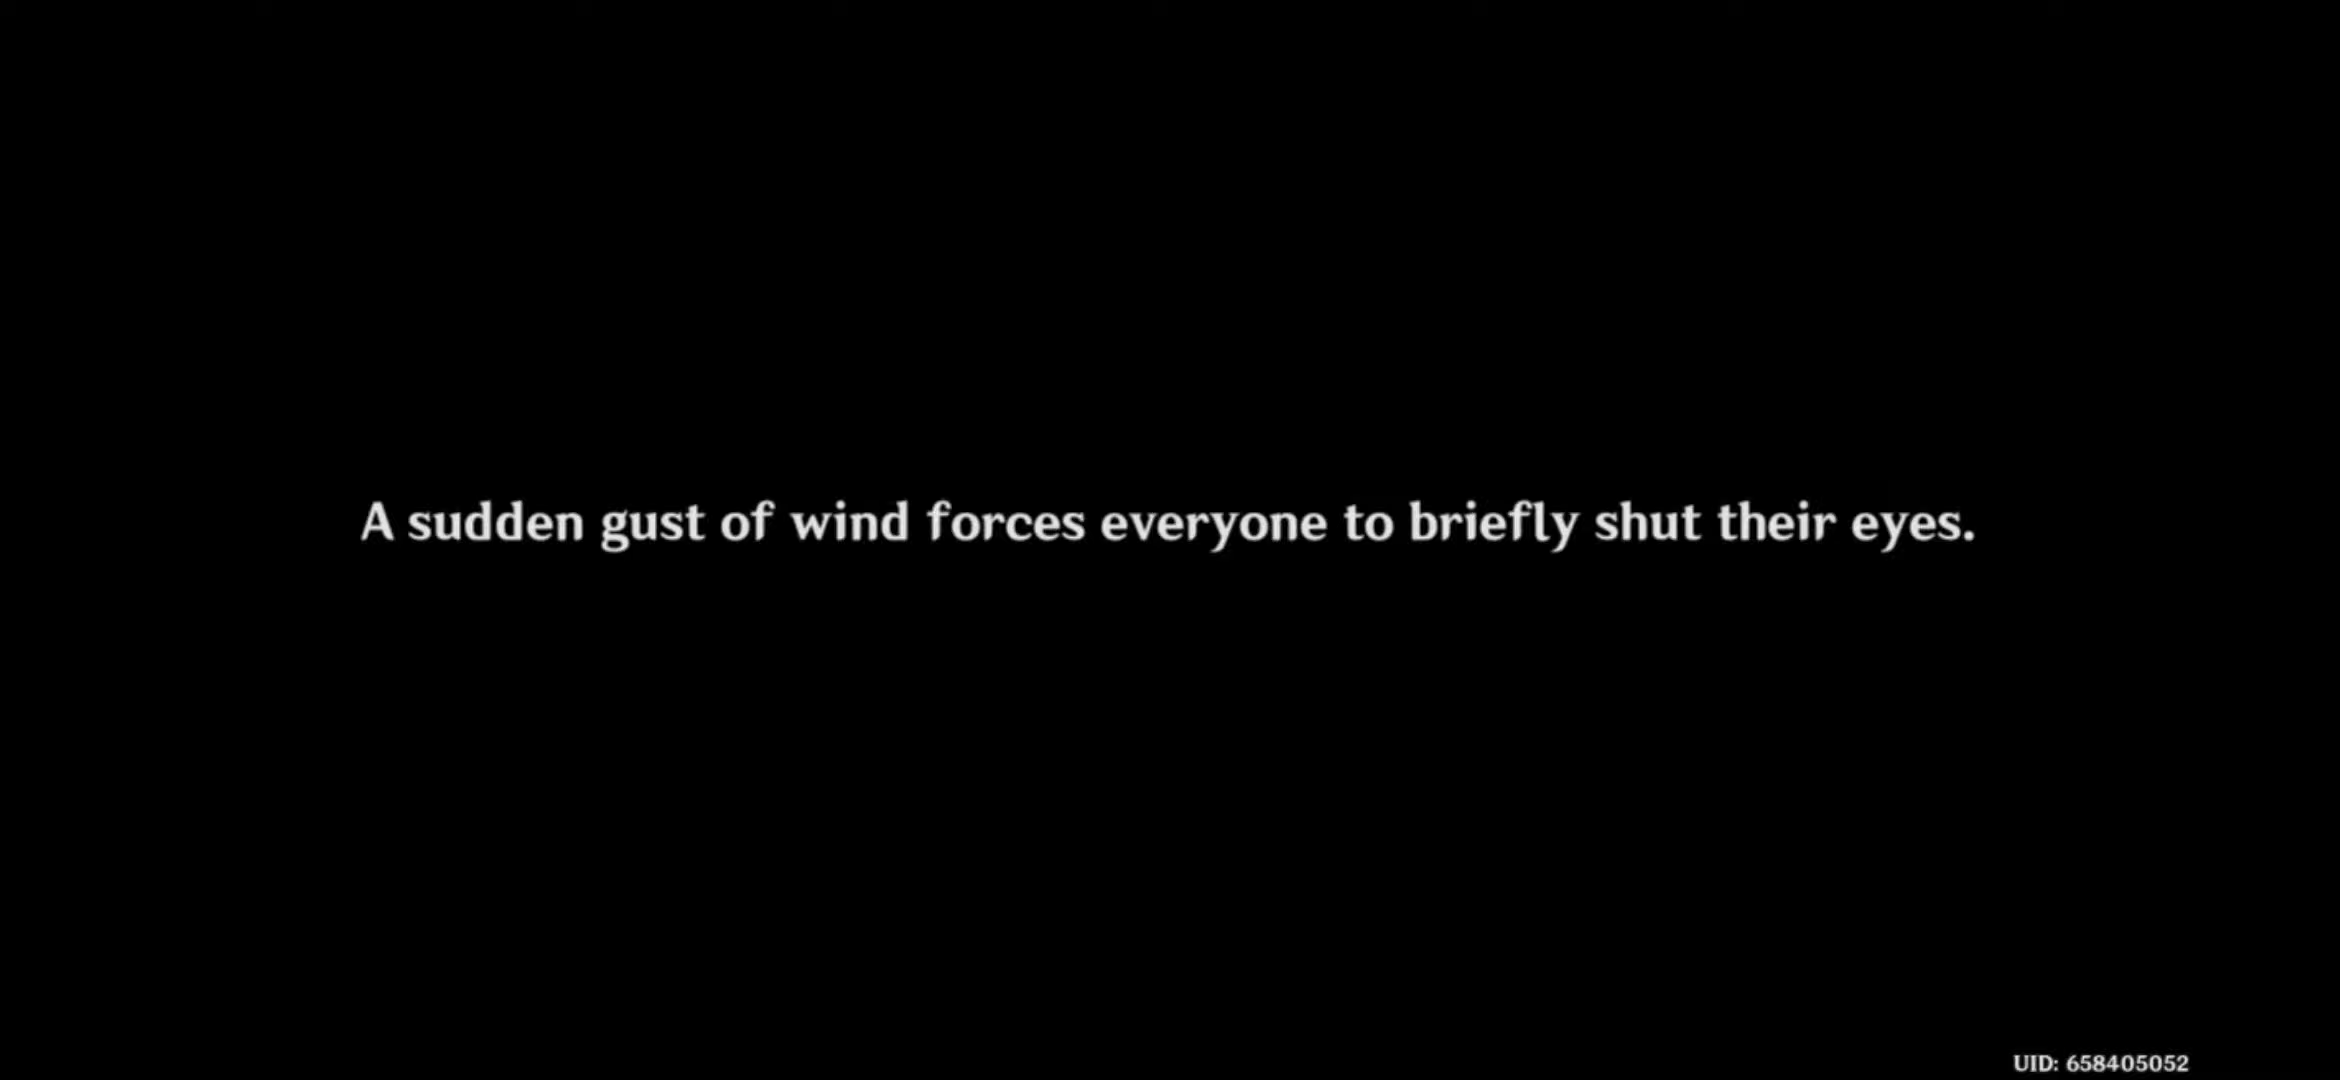 A sudden gust of wind forces everyone to briefly shut their eyes.
UID: 658405052